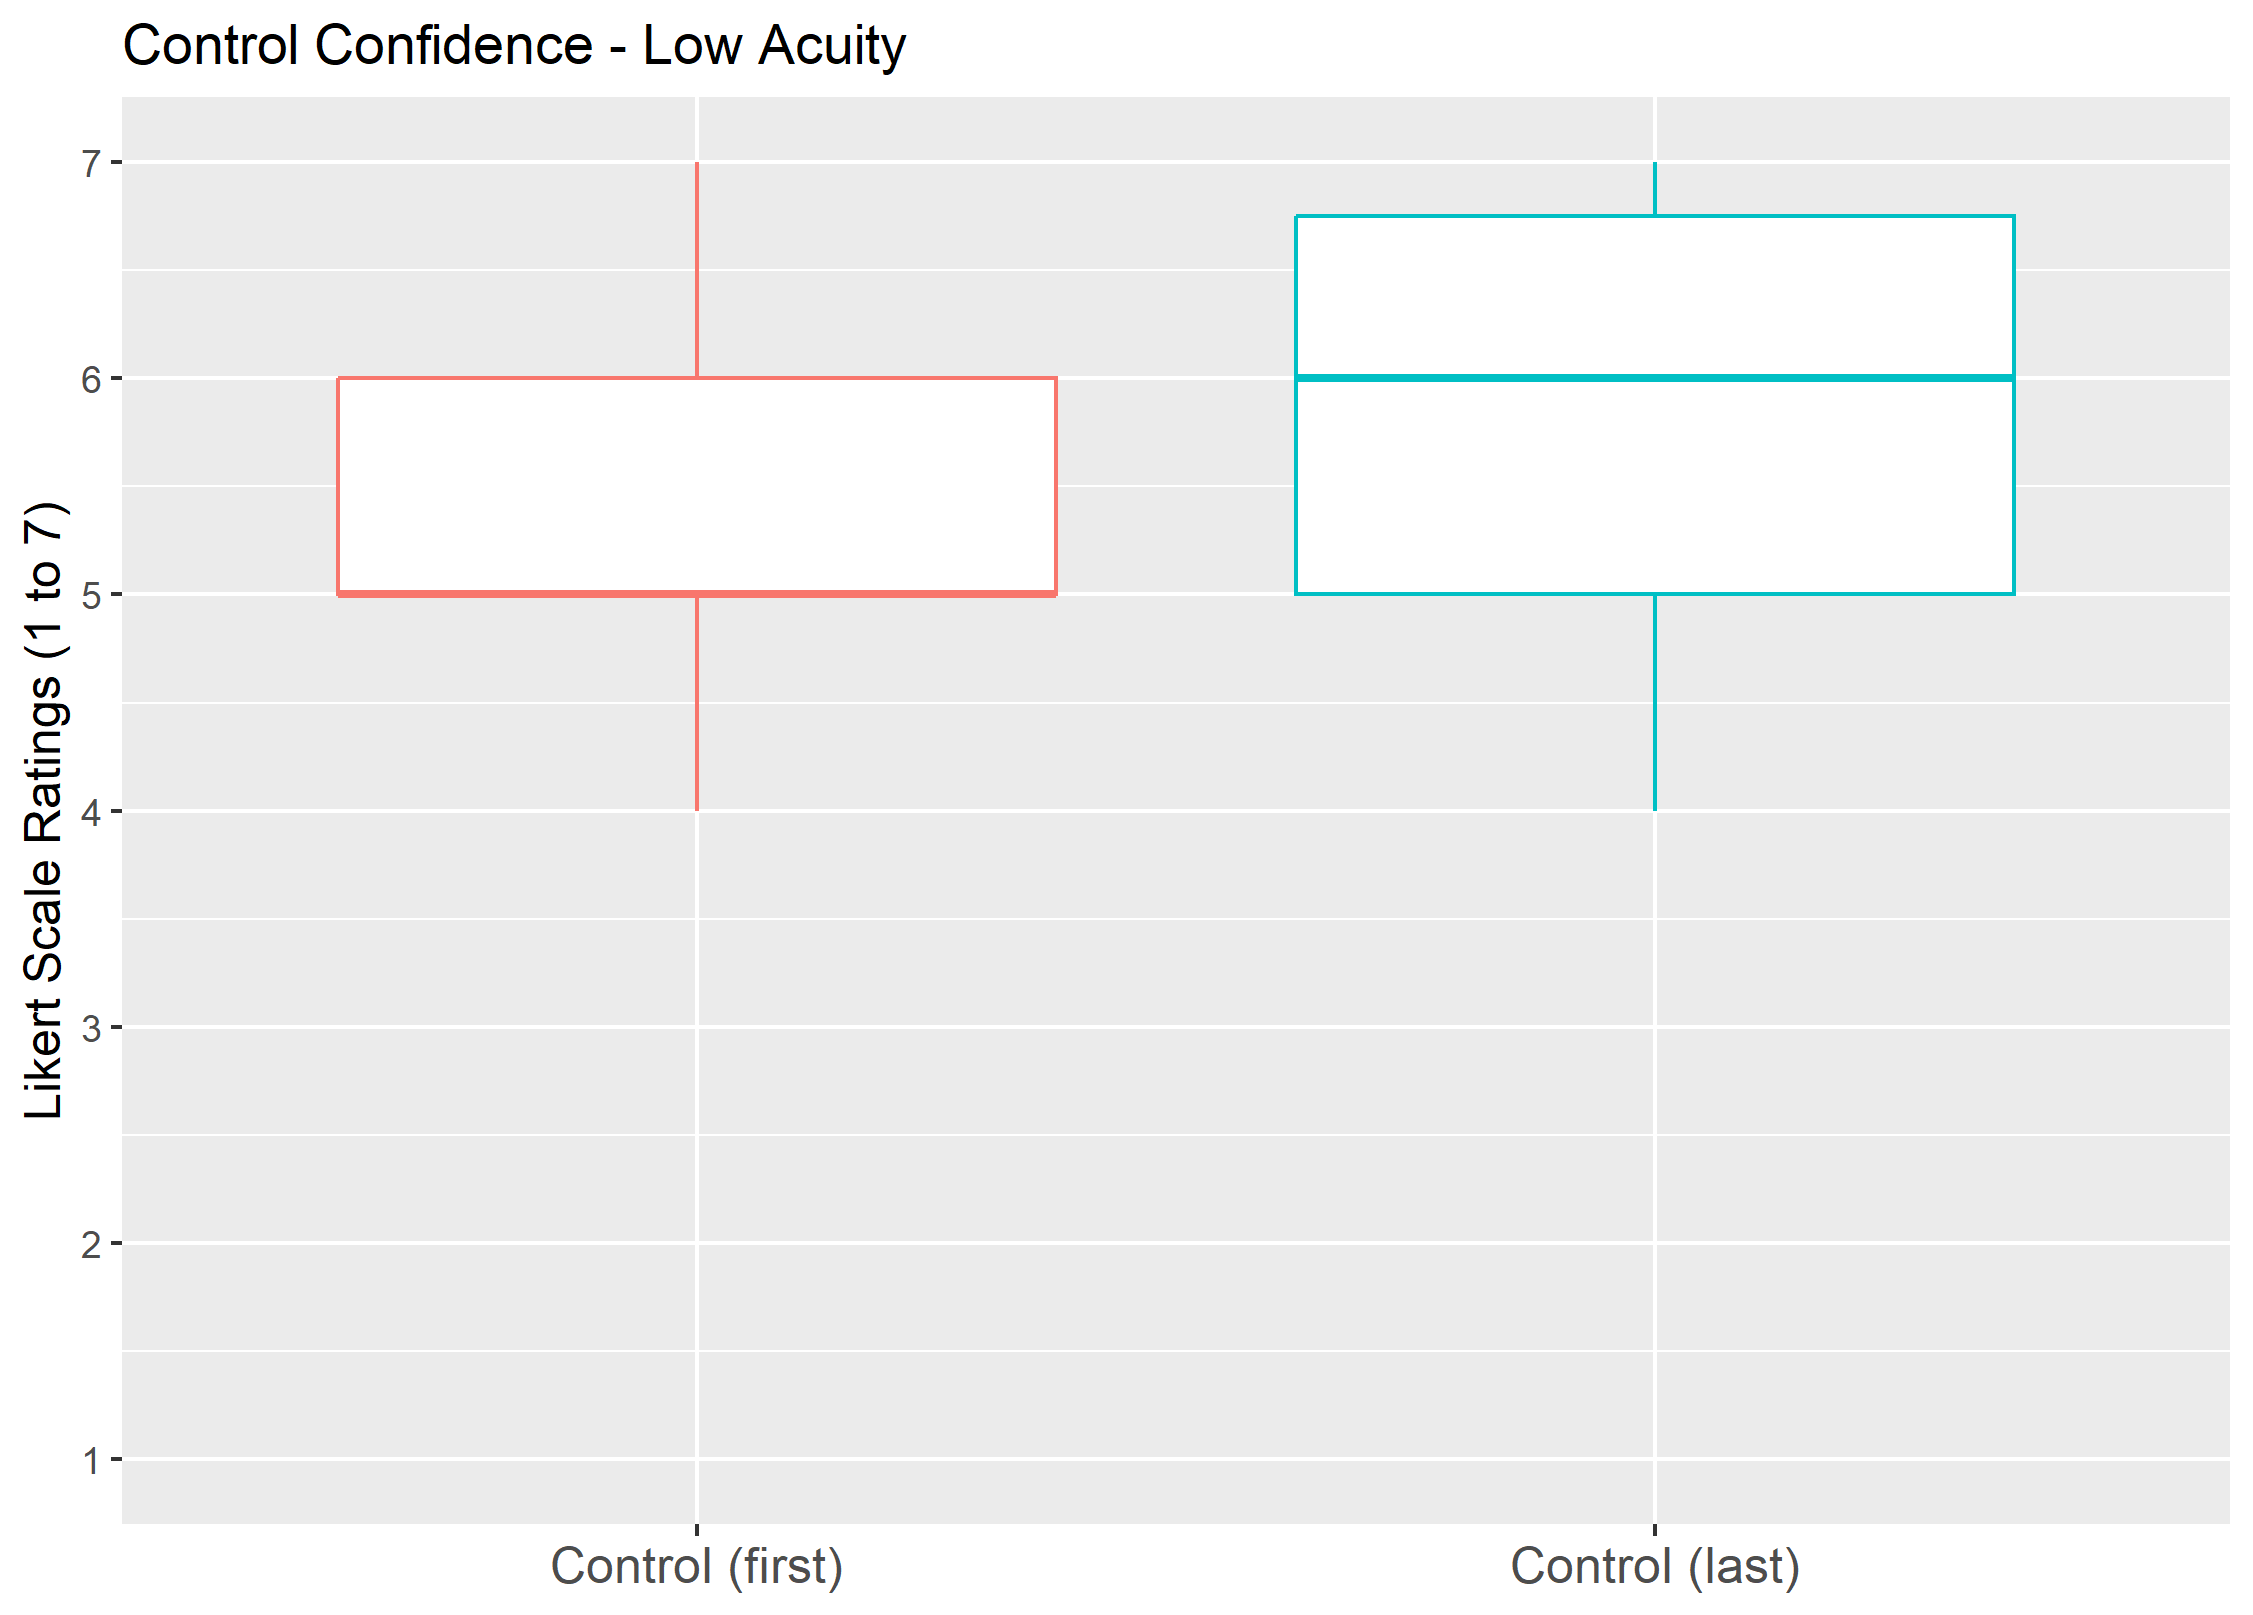 Control Confidence - Low Acuity
Likert Scale Ratings (1 to 7)
7
6
5
4
3
2
1
Control (first)
Control (last)